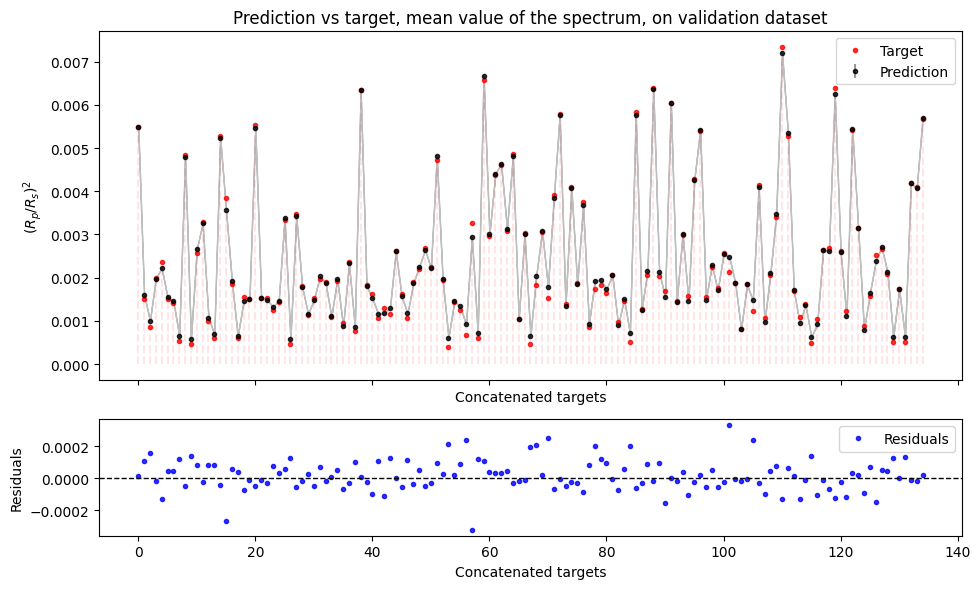 Prediction vs target, mean value of the spectrum, on validation dataset
Target
Prediction
(R_p/R_s)^2
0.007
0.006
0.005
0.004
0.003
0.002
0.001
0.000
Concatenated targets
Residuals
Residuals
0.0002
0.0000
−0.0002
0 20 40 60 80 100 120 140
Concatenated targets